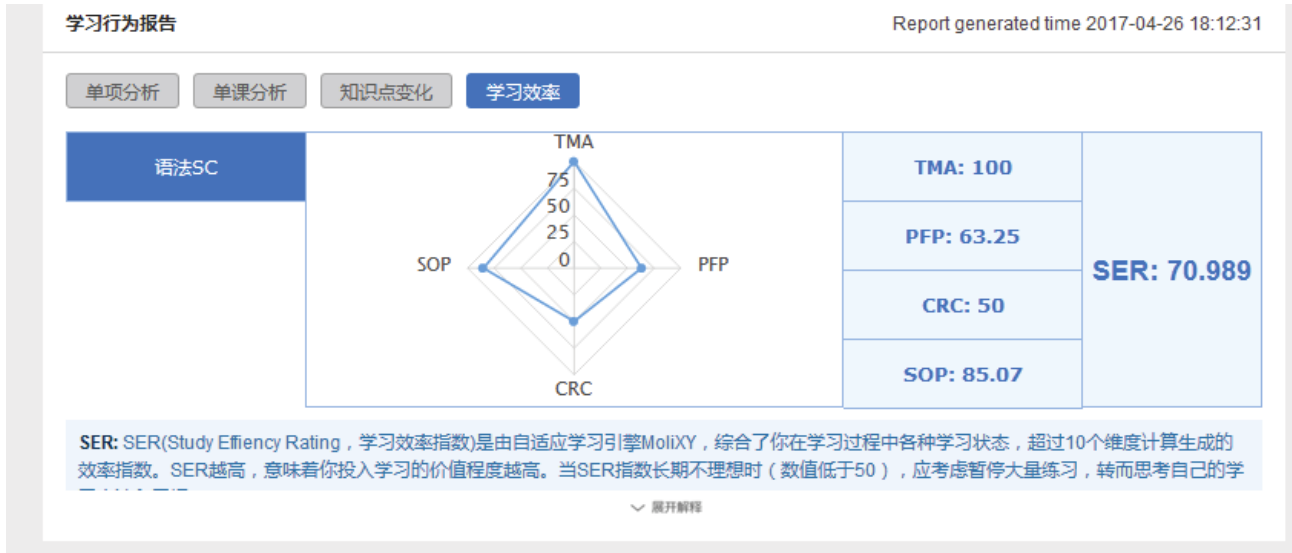 学习行为报告
Report generated time 2017-04-26 18:12:31
单项分析 单课分析 知识点变化 学习效率
语法SC
TMA
75
50
25
0
SOP
PFP
CRC
TMA: 100
PFP: 63.25
CRC: 50
SOP: 85.07
SER: 70.989
SER: SER(Study Effiency Rating，学习效率指数)是由自适应学习引擎MoliXY，综合了你在学习过程中各种学习状态，超过10个维度计算生成的
效率指数。SER越高，意味着你投入学习的价值程度越高。当SER指数长期不理想时（数值低于50），应考虑暂停大量练习，转而思考自己的学
展开解释